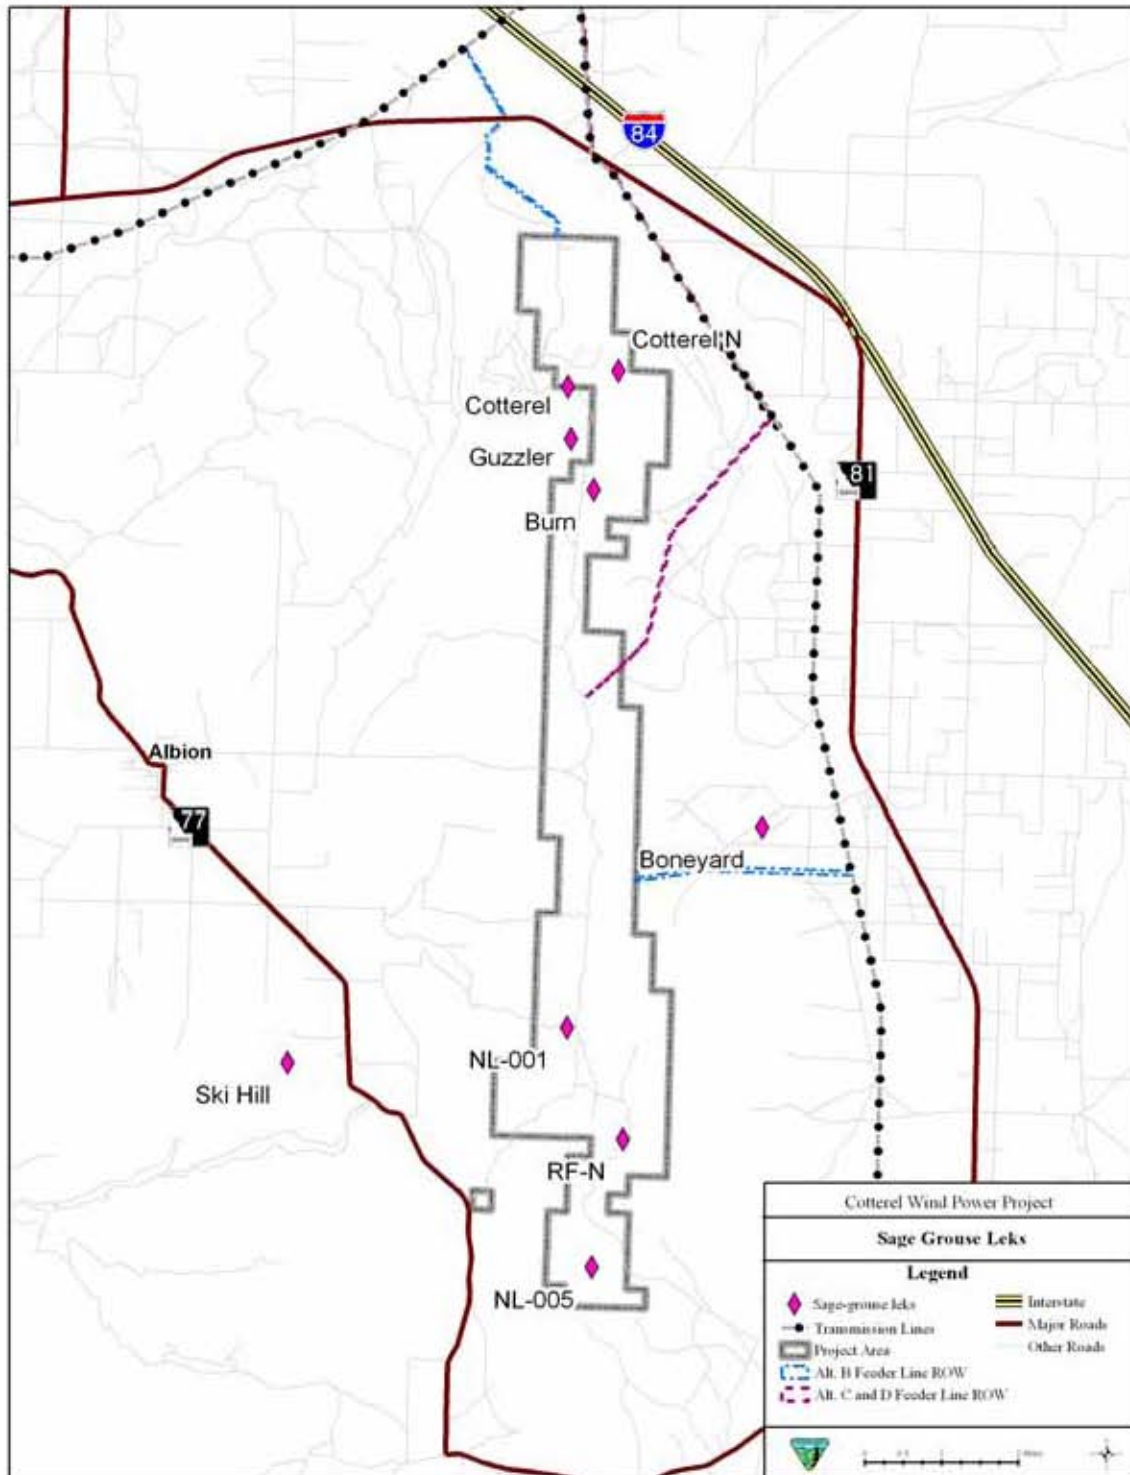 84
Cotterel N
Cotterel
Guzzler
81
Burn
Albion
77
Boneyard
NL-001
Ski Hill
RF-N
NL-005
Cotterel Wind Power Project
Sage Grouse Leks
Legend
Sage-grouse leks
Transmission Lines
Project Area
Alt. B Feeder Line ROW
Alt. C and D Feeder Line ROW
Interstate
Major Roads
Other Roads